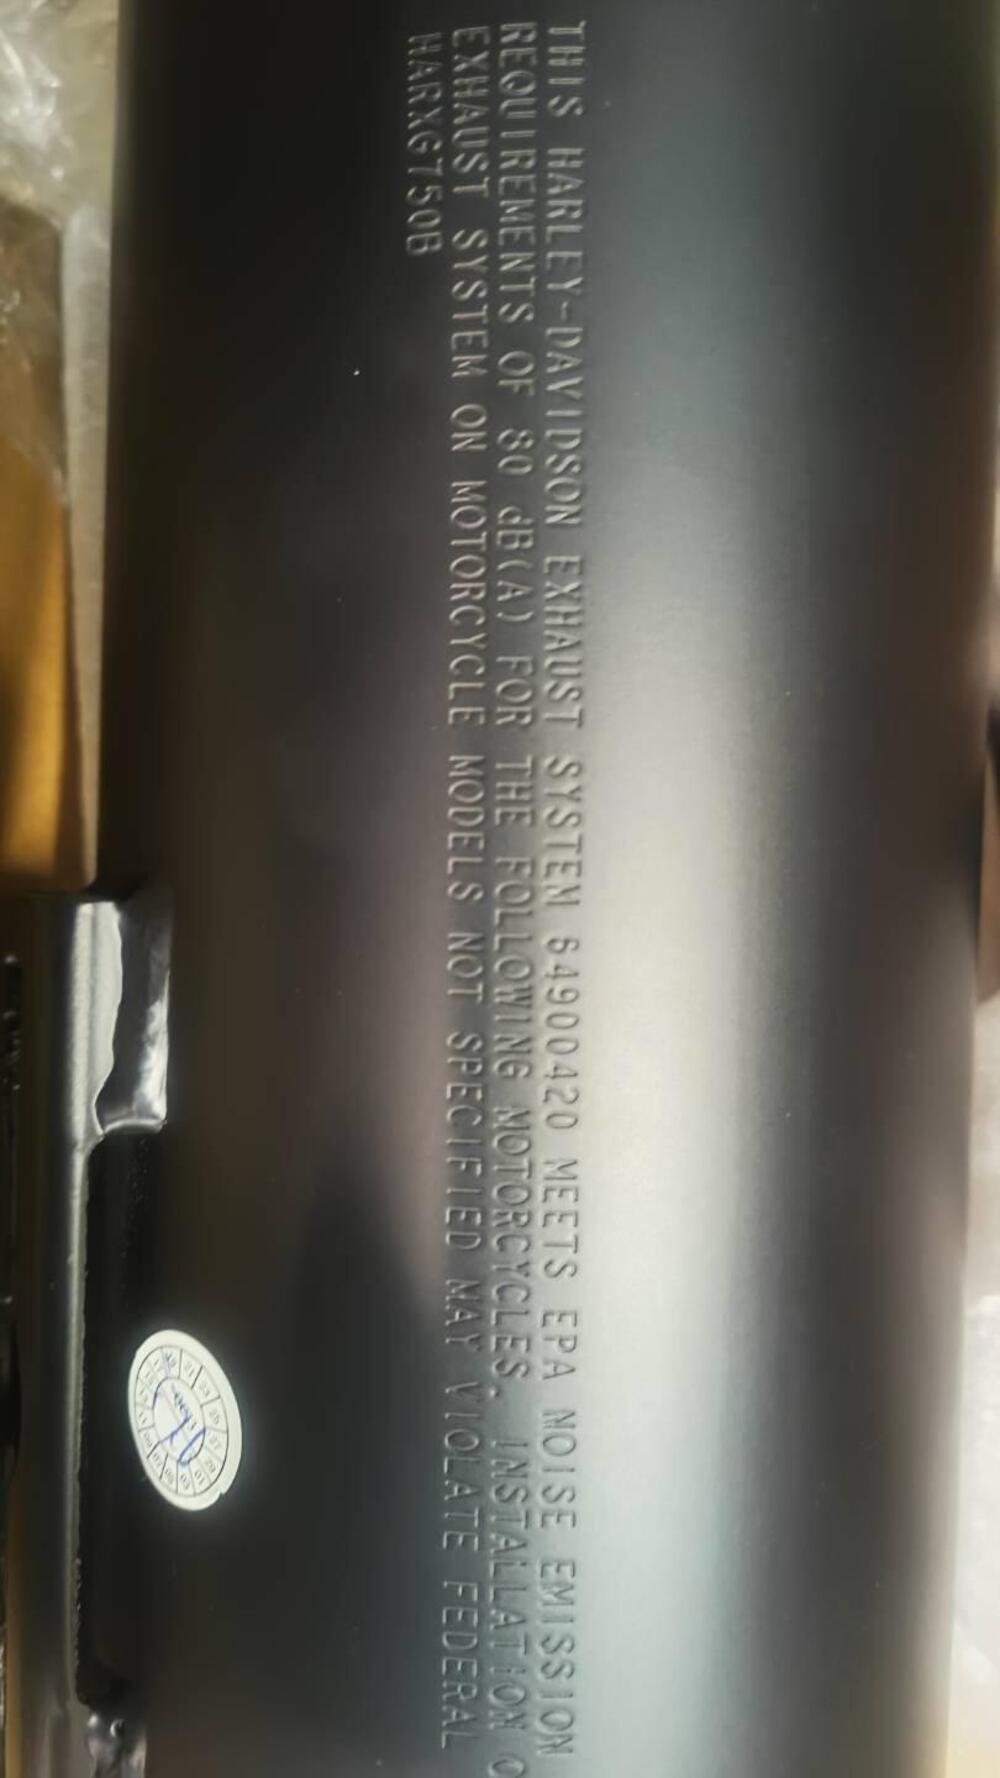 THIS HARLEY-DAVIDSON EXHAUST SYSTEM 64900420 MEETS EPA NOISE EMISSION
REQUIREMENTS OF 80 dB(A) FOR THE FOLLOWING MOTORCYCLES. INSTALLATION O
EXHAUST SYSTEM ON MOTORCYCLE MODELS NOT SPECIFIED MAY VIOLATE FEDERAL
HARXG750B